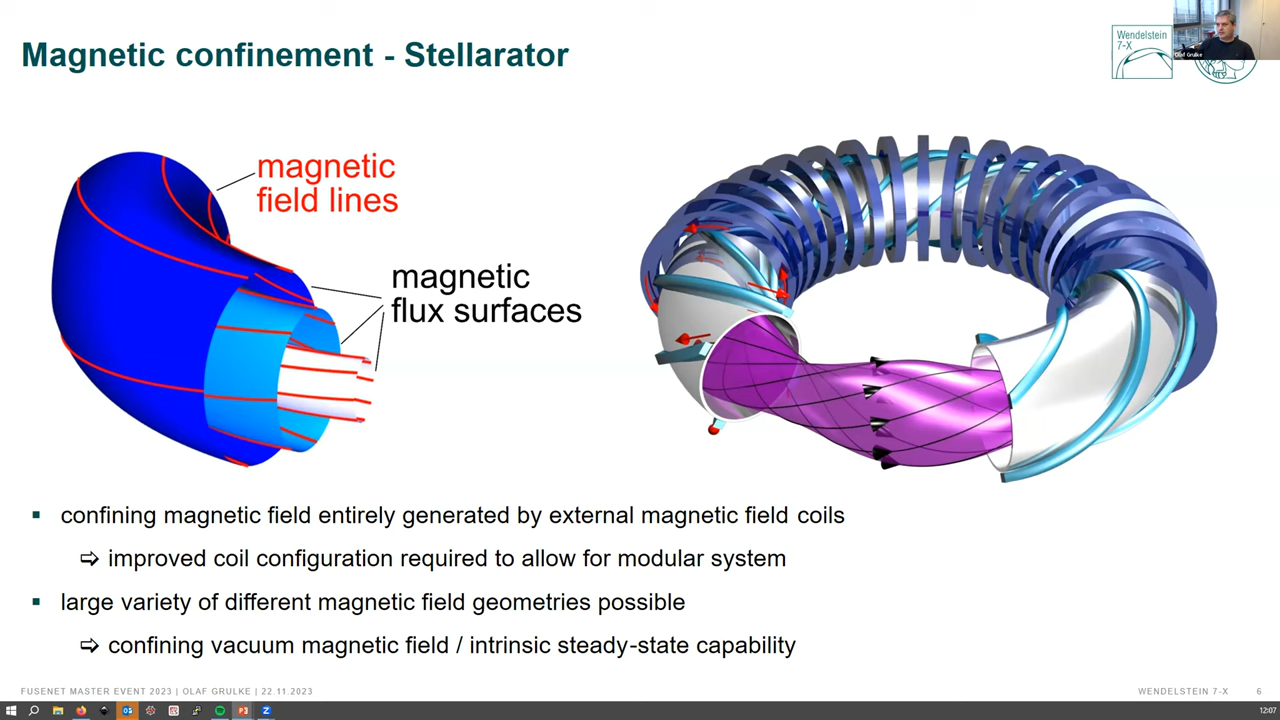 Magnetic confinement - Stellarator
Wendelstein
7-X
Olaf Grulke
magnetic
field lines
magnetic
flux surfaces
▪ confining magnetic field entirely generated by external magnetic field coils
⇨ improved coil configuration required to allow for modular system
▪ large variety of different magnetic field geometries possible
⇨ confining vacuum magnetic field / intrinsic steady-state capability
FUSENET MASTER EVENT 2023 | OLAF GRULKE | 22.11.2023
WENDELSTEIN 7-X
6
12:07